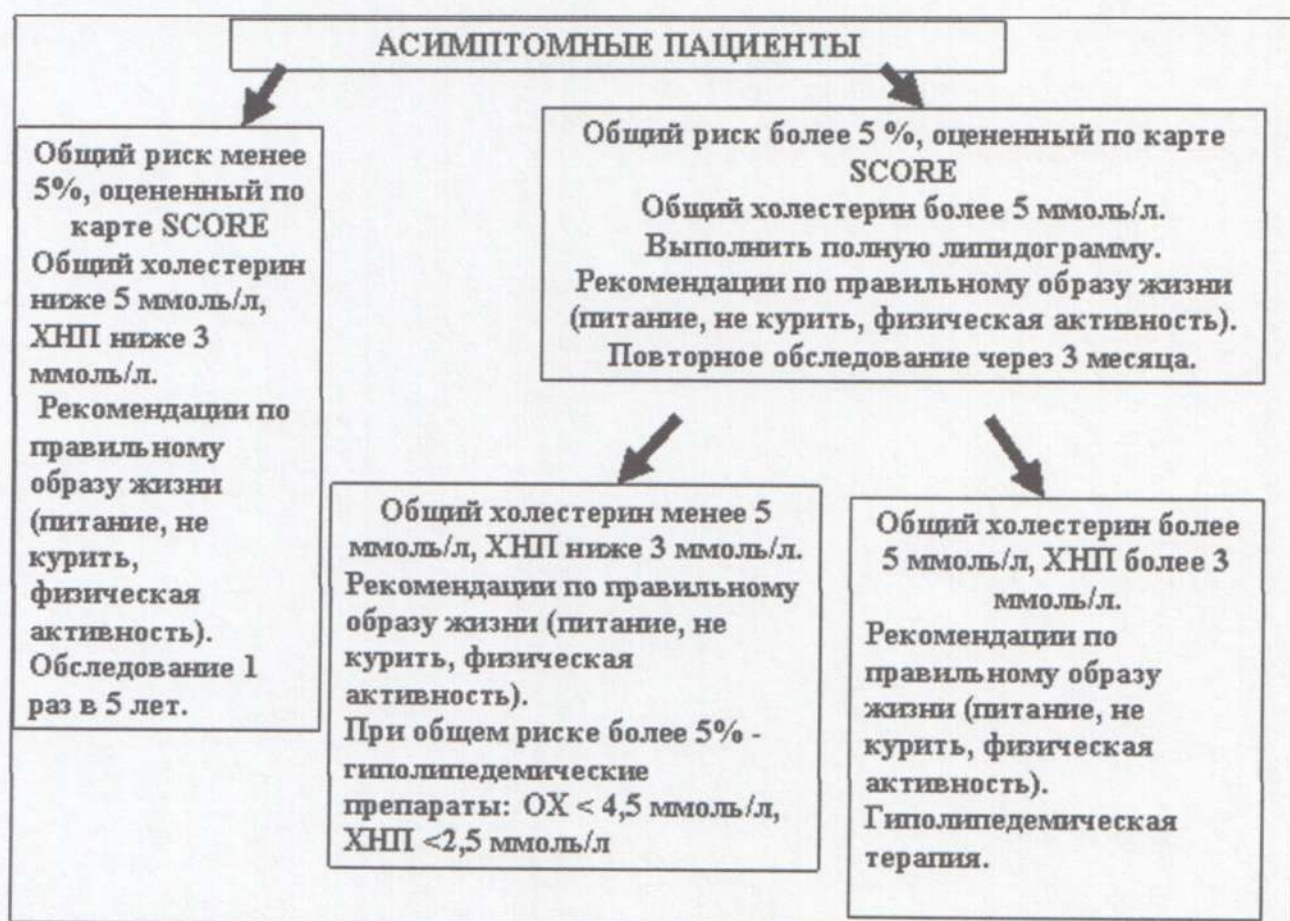 АСИМПТОМНЫЕ ПАЦИЕНТЫ
Общий риск менее
5%, оцененный по
карте SCORE
Общий холестерин
ниже 5 ммоль/л,
ХНП ниже 3
ммоль/л.
Рекомендации по
правильному
образу жизни
(питание, не
курить,
физическая
активность).
Обследование 1
раз в 5 лет.
Общий риск более 5 %, оцененный по карте
SCORE
Общий холестерин более 5 ммоль/л.
Выполнить полную липидограмму.
Рекомендации по правильному образу жизни
(питание, не курить, физическая активность).
Повторное обследование через 3 месяца.
Общий холестерин менее 5
ммоль/л, ХНП ниже 3 ммоль/л.
Рекомендации по правильному
образу жизни (питание, не
курить, физическая
активность).
При общем риске более 5% -
гиполипедемические
препараты: ОХ < 4,5 ммоль/л,
ХНП <2,5 ммоль/л
Общий холестерин более
5 ммоль/л, ХНП более 3
ммоль/л.
Рекомендации по
правильному образу
жизни (питание, не
курить, физическая
активность).
Гиполипедемическая
терапия.